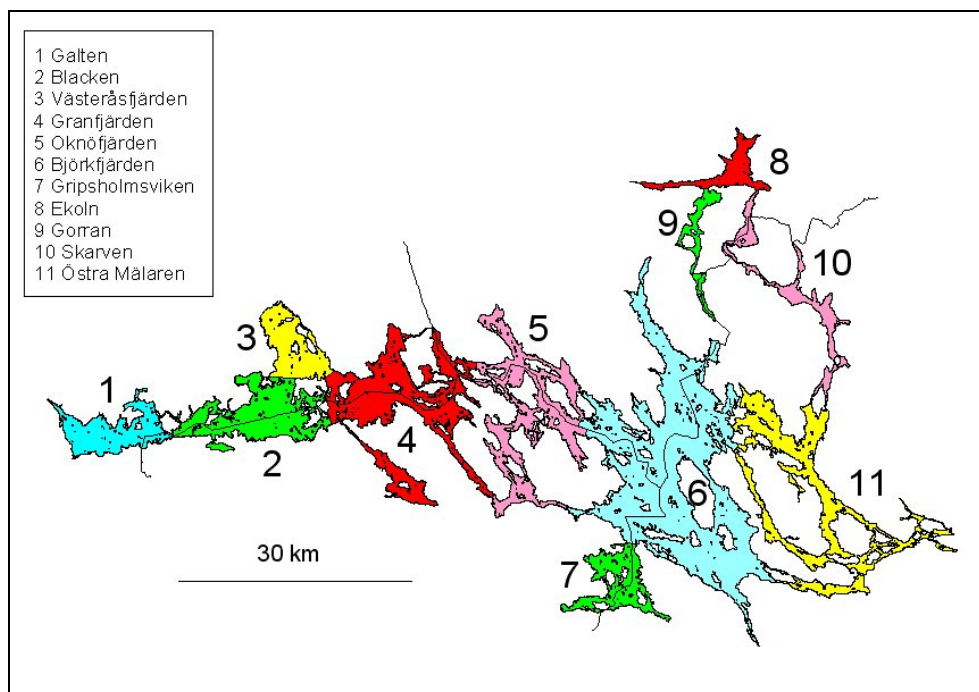 1 Galten
2 Blacken
3 Västeråsfjärden
4 Granfjärden
5 Oknöfjärden
6 Björkfjärden
7 Gripsholmsviken
8 Ekoln
9 Gorran
10 Skarven
11 Östra Mälaren
8
9
10
5
3
1
4
2
6
11
30 km
7